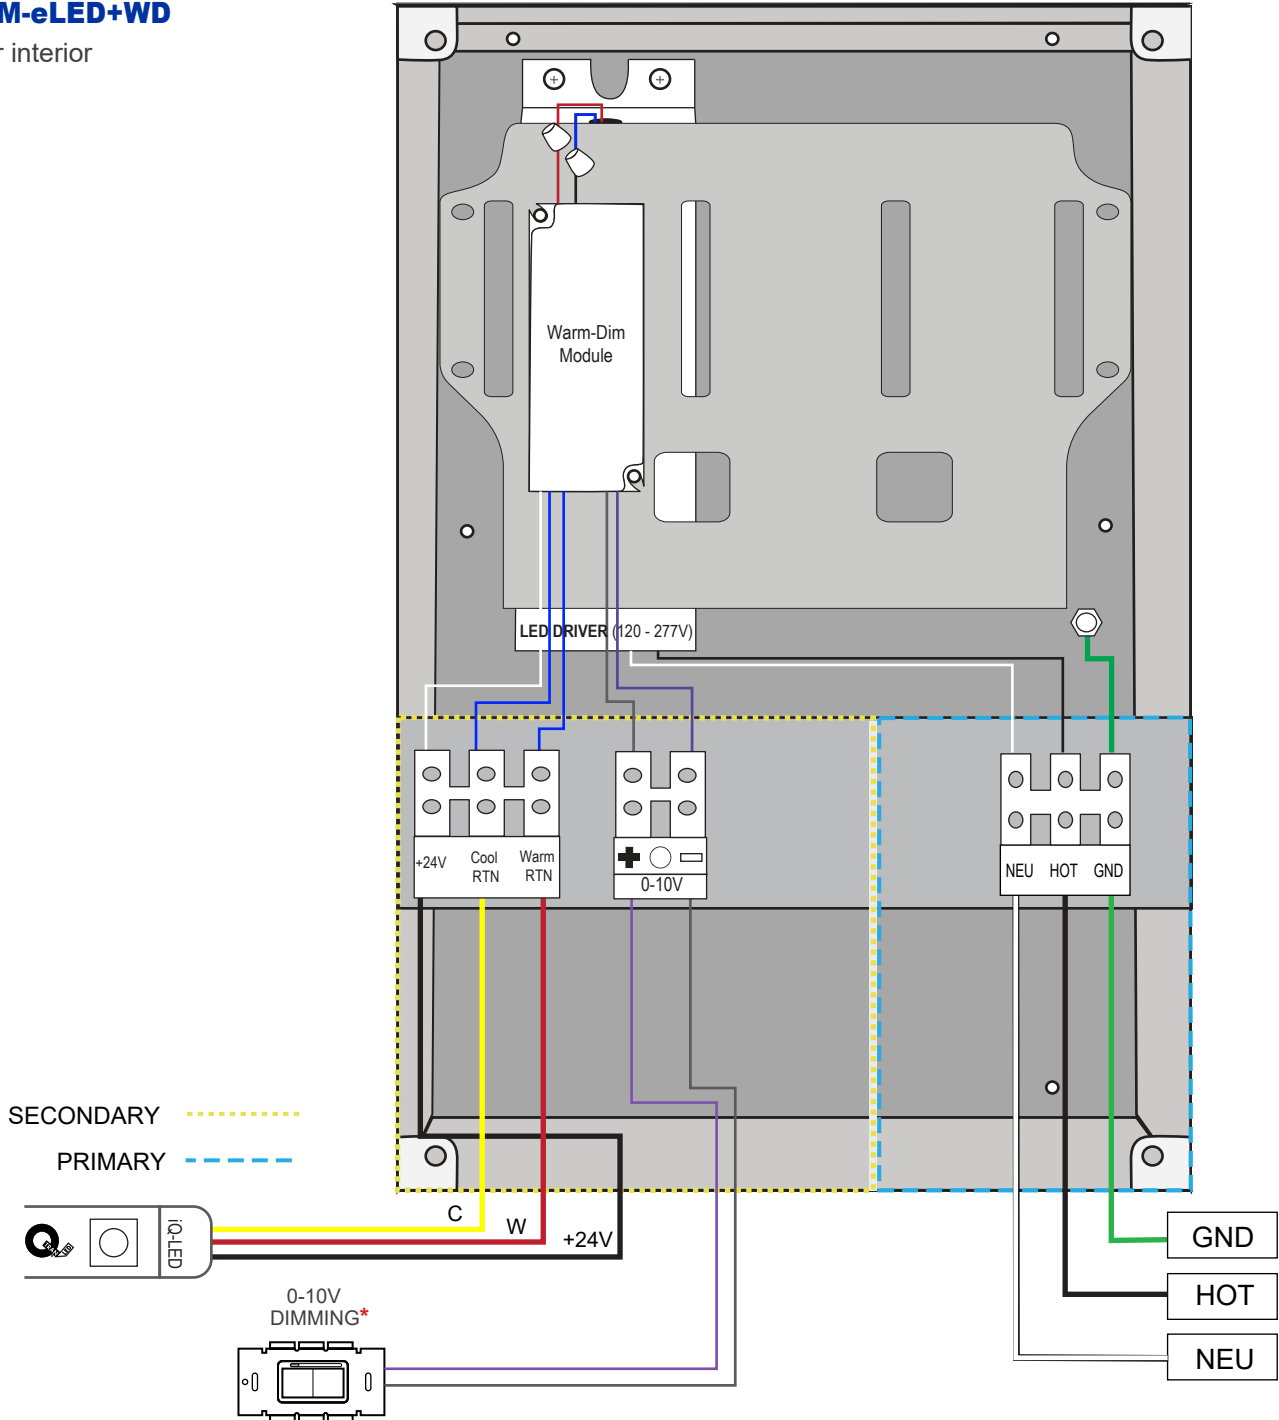 M-eLED+WD
r interior
Warm-Dim
Module
LED DRIVER (120 - 277V)
+24V
Cool
RTN
Warm
RTN
0-10V
NEU HOT GND
SECONDARY
PRIMARY
iQ-LED
C
W
+24V
0-10V
DIMMING*
GND
HOT
NEU